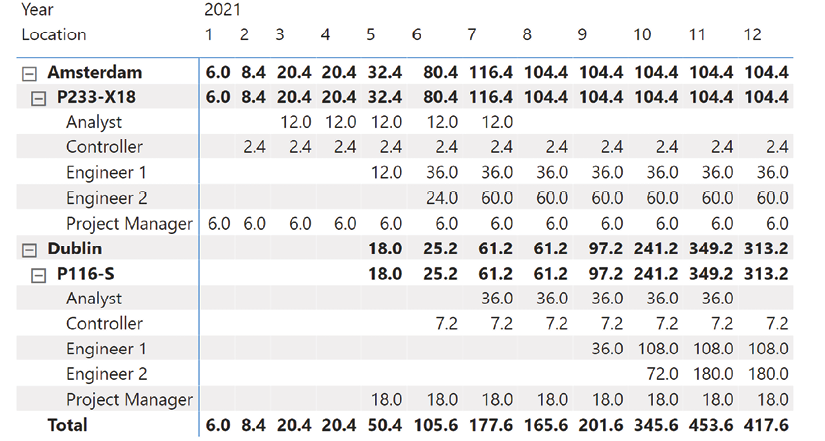 Year 2021
Location 1 2 3 4 5 6 7 8 9 10 11 12
Amsterdam 6.0 8.4 20.4 20.4 32.4 80.4 116.4 104.4 104.4 104.4 104.4 104.4
P233-X18 6.0 8.4 20.4 20.4 32.4 80.4 116.4 104.4 104.4 104.4 104.4 104.4
Analyst 12.0 12.0 12.0 12.0 12.0
Controller 2.4 2.4 2.4 2.4 2.4 2.4 2.4 2.4 2.4 2.4 2.4
Engineer 1 12.0 36.0 36.0 36.0 36.0 36.0 36.0 36.0
Engineer 2 24.0 60.0 60.0 60.0 60.0 60.0 60.0
Project Manager 6.0 6.0 6.0 6.0 6.0 6.0 6.0 6.0 6.0 6.0 6.0 6.0
Dublin 18.0 25.2 61.2 61.2 97.2 241.2 349.2 313.2
P116-S 18.0 25.2 61.2 61.2 97.2 241.2 349.2 313.2
Analyst 36.0 36.0 36.0 36.0 36.0
Controller 7.2 7.2 7.2 7.2 7.2 7.2 7.2
Engineer 1 36.0 108.0 108.0 108.0
Engineer 2 72.0 180.0 180.0
Project Manager 18.0 18.0 18.0 18.0 18.0 18.0 18.0 18.0
Total 6.0 8.4 20.4 20.4 50.4 105.6 177.6 165.6 201.6 345.6 453.6 417.6